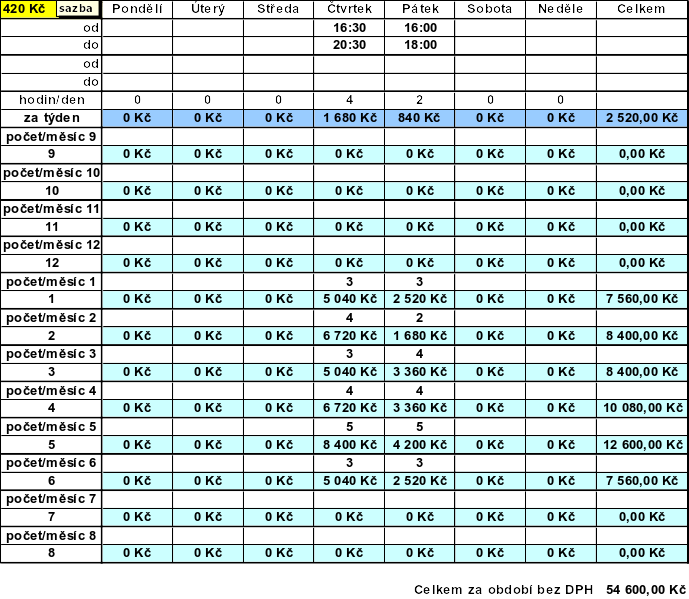 420 Kč sazba Pondělí Úterý Středa Čtvrtek Pátek Sobota Neděle Celkem
od 16:30 16:00
do 20:30 18:00
od
do
hodin/den 0 0 0 4 2 0 0
za týden 0 Kč 0 Kč 0 Kč 1 680 Kč 840 Kč 0 Kč 0 Kč 2 520,00 Kč
počet/měsíc 9
9 0 Kč 0 Kč 0 Kč 0 Kč 0 Kč 0 Kč 0 Kč 0,00 Kč
počet/měsíc 10
10 0 Kč 0 Kč 0 Kč 0 Kč 0 Kč 0 Kč 0 Kč 0,00 Kč
počet/měsíc 11
11 0 Kč 0 Kč 0 Kč 0 Kč 0 Kč 0 Kč 0 Kč 0,00 Kč
počet/měsíc 12
12 0 Kč 0 Kč 0 Kč 0 Kč 0 Kč 0 Kč 0 Kč 0,00 Kč
počet/měsíc 1 3 3
1 0 Kč 0 Kč 0 Kč 5 040 Kč 2 520 Kč 0 Kč 0 Kč 7 560,00 Kč
počet/měsíc 2 4 2
2 0 Kč 0 Kč 0 Kč 6 720 Kč 1 680 Kč 0 Kč 0 Kč 8 400,00 Kč
počet/měsíc 3 3 4
3 0 Kč 0 Kč 0 Kč 5 040 Kč 3 360 Kč 0 Kč 0 Kč 8 400,00 Kč
počet/měsíc 4 4 4
4 0 Kč 0 Kč 0 Kč 6 720 Kč 3 360 Kč 0 Kč 0 Kč 10 080,00 Kč
počet/měsíc 5 5 5
5 0 Kč 0 Kč 0 Kč 8 400 Kč 4 200 Kč 0 Kč 0 Kč 12 600,00 Kč
počet/měsíc 6 3 3
6 0 Kč 0 Kč 0 Kč 5 040 Kč 2 520 Kč 0 Kč 0 Kč 7 560,00 Kč
počet/měsíc 7
7 0 Kč 0 Kč 0 Kč 0 Kč 0 Kč 0 Kč 0 Kč 0,00 Kč
počet/měsíc 8
8 0 Kč 0 Kč 0 Kč 0 Kč 0 Kč 0 Kč 0 Kč 0,00 Kč
Celkem za období bez DPH 54 600,00 Kč